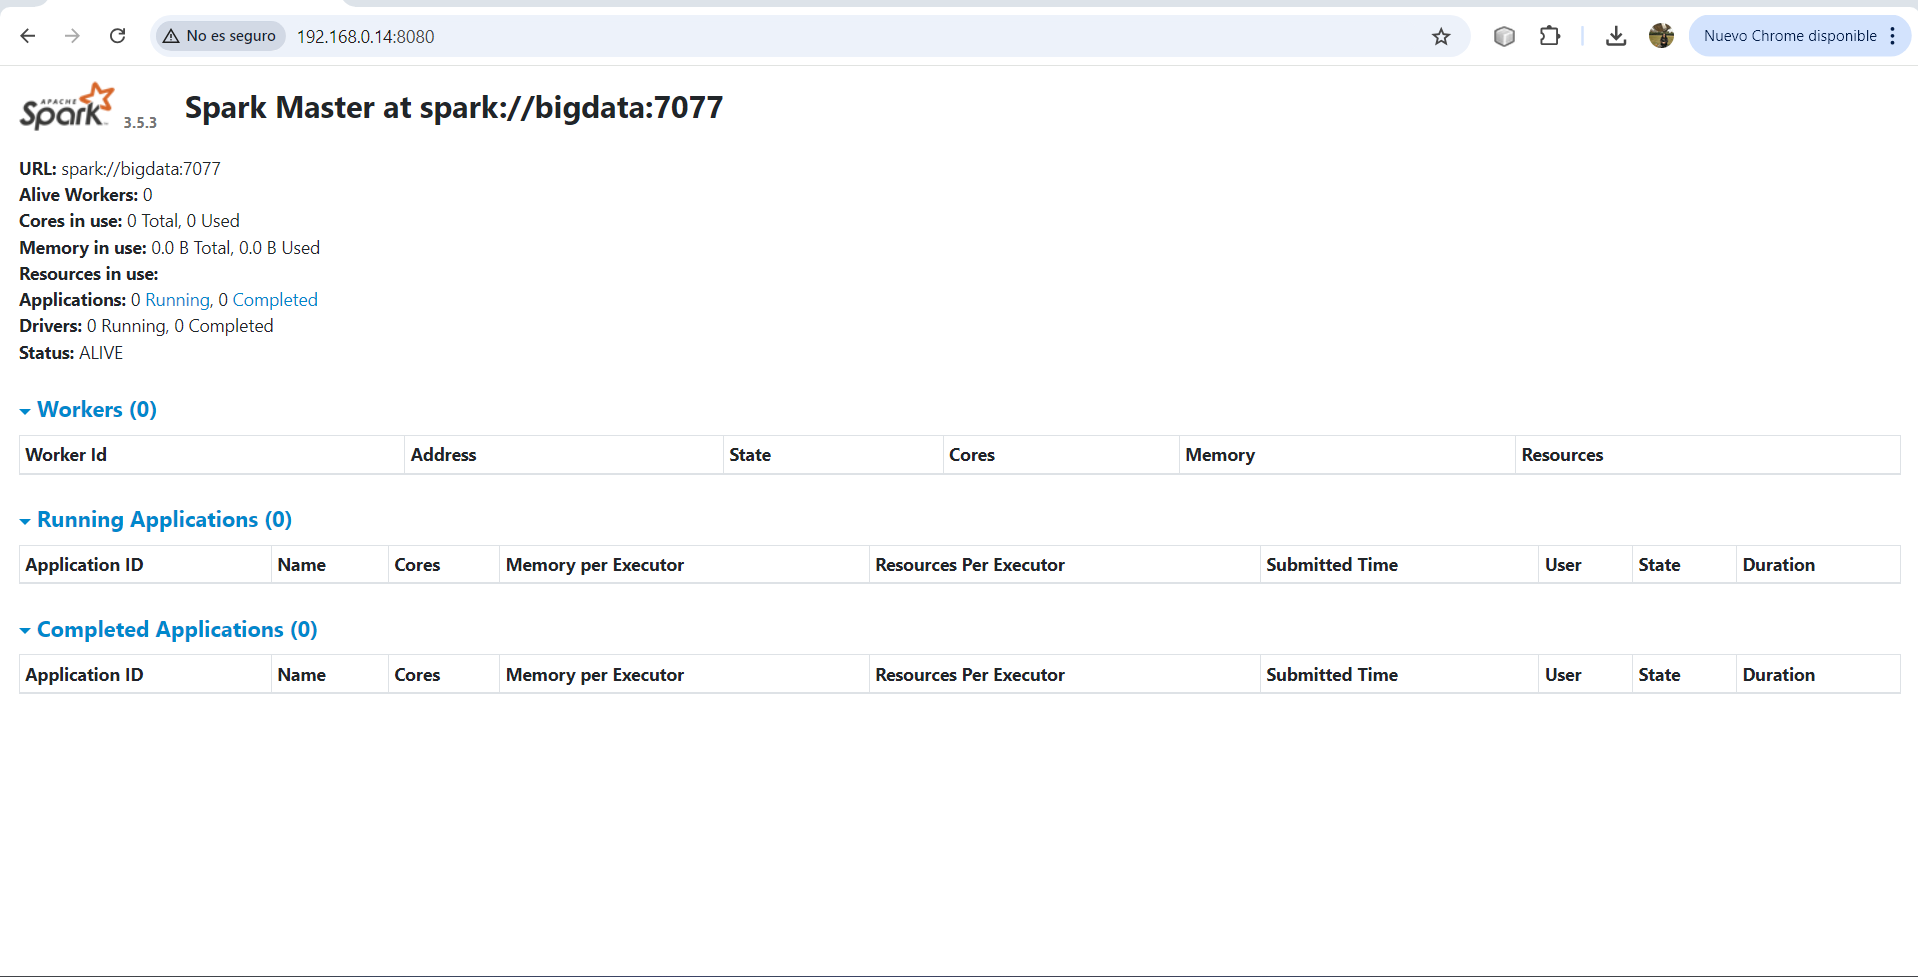 No es seguro 192.168.0.14:8080 Nuevo Chrome disponible
APACHE Spark 3.5.3 Spark Master at spark://bigdata:7077
URL: spark://bigdata:7077
Alive Workers: 0
Cores in use: 0 Total, 0 Used
Memory in use: 0.0 B Total, 0.0 B Used
Resources in use:
Applications: 0 Running, 0 Completed
Drivers: 0 Running, 0 Completed
Status: ALIVE
Workers (0)
Worker Id Address State Cores Memory Resources
Running Applications (0)
Application ID Name Cores Memory per Executor Resources Per Executor Submitted Time User State Duration
Completed Applications (0)
Application ID Name Cores Memory per Executor Resources Per Executor Submitted Time User State Duration